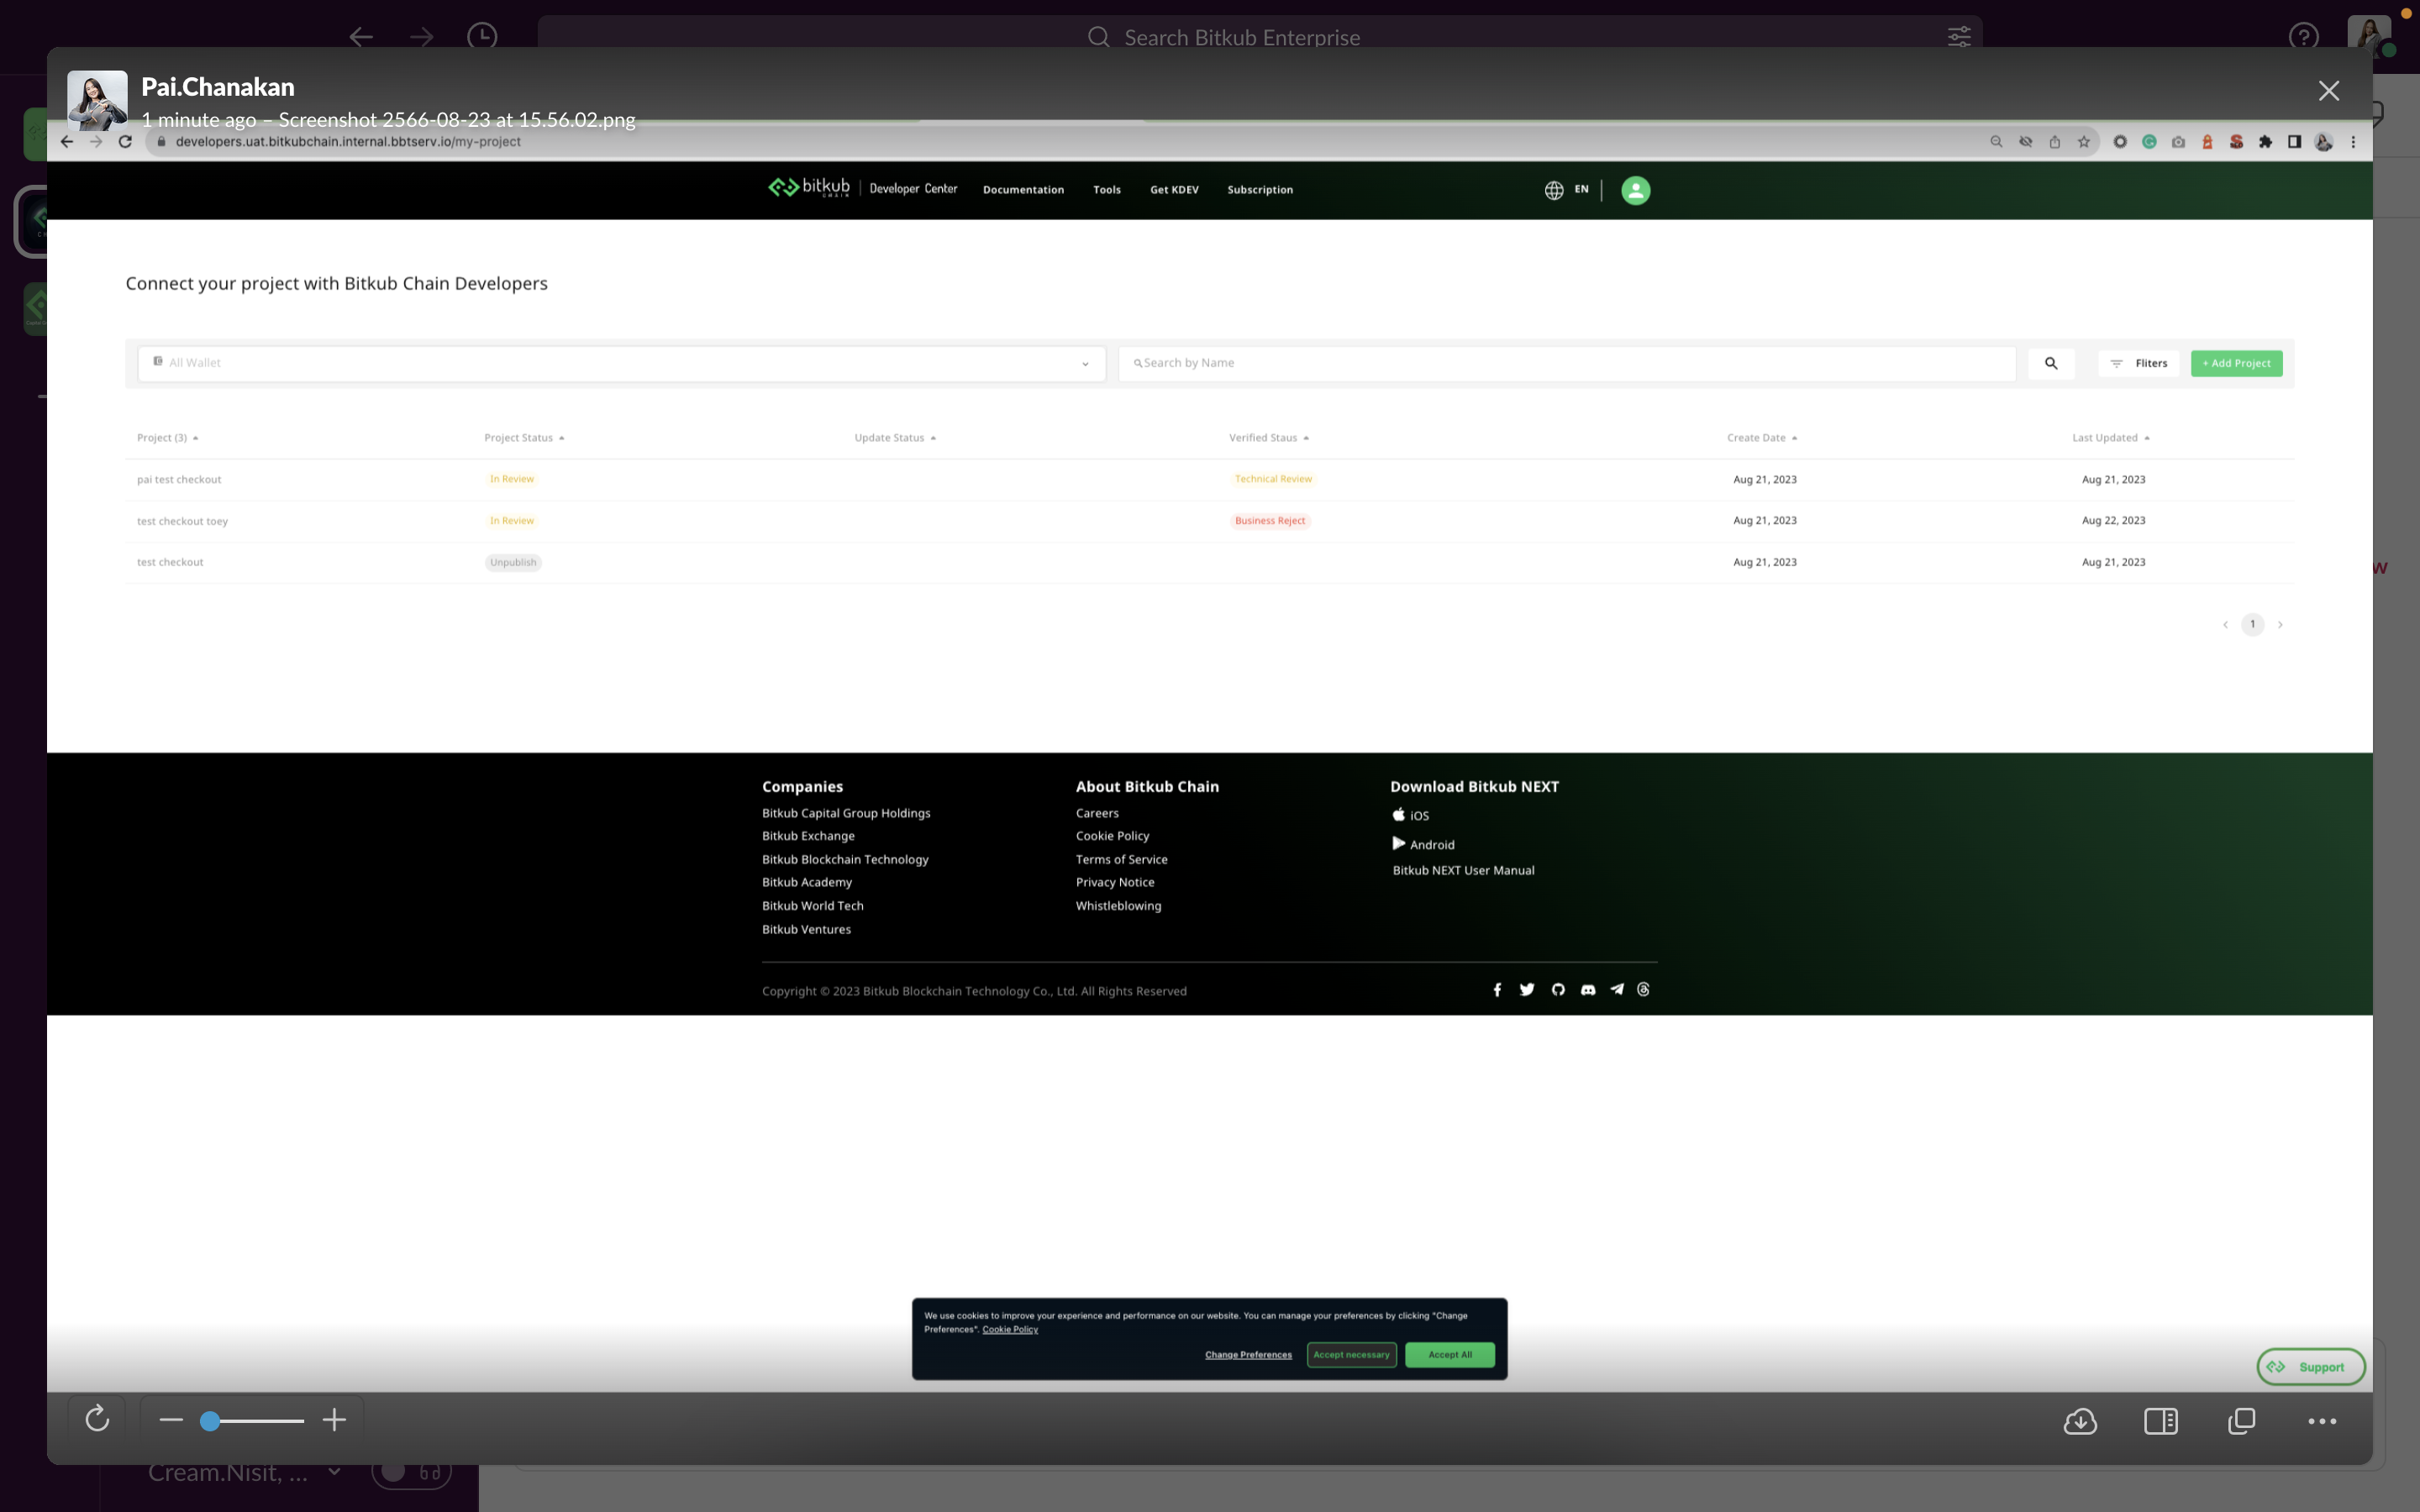 Search Bitkub Enterprise
Pai.Chanakan
1 minute ago – Screenshot 2566-08-23 at 15.56.02.png
developers.uat.bitkubchain.internal.bbtserv.io/my-project
bitkub CHAIN | Developer Center Documentation Tools Get KDEV Subscription EN
Connect your project with Bitkub Chain Developers
All Wallet Search by Name Fliters + Add Project
Project (3) Project Status Update Status Verified Staus Create Date Last Updated
pai test checkout In Review Technical Review Aug 21, 2023 Aug 21, 2023
test checkout toey In Review Business Reject Aug 21, 2023 Aug 22, 2023
test checkout Unpublish Aug 21, 2023 Aug 21, 2023
1
Companies
Bitkub Capital Group Holdings
Bitkub Exchange
Bitkub Blockchain Technology
Bitkub Academy
Bitkub World Tech
Bitkub Ventures
About Bitkub Chain
Careers
Cookie Policy
Terms of Service
Privacy Notice
Whistleblowing
Download Bitkub NEXT
iOS
Android
Bitkub NEXT User Manual
Copyright © 2023 Bitkub Blockchain Technology Co., Ltd. All Rights Reserved
We use cookies to improve your experience and performance on our website. You can manage your preferences by clicking "Change
Preferences". Cookie Policy
Change Preferences Accept necessary Accept All
Support
Cream.Nisit, ...